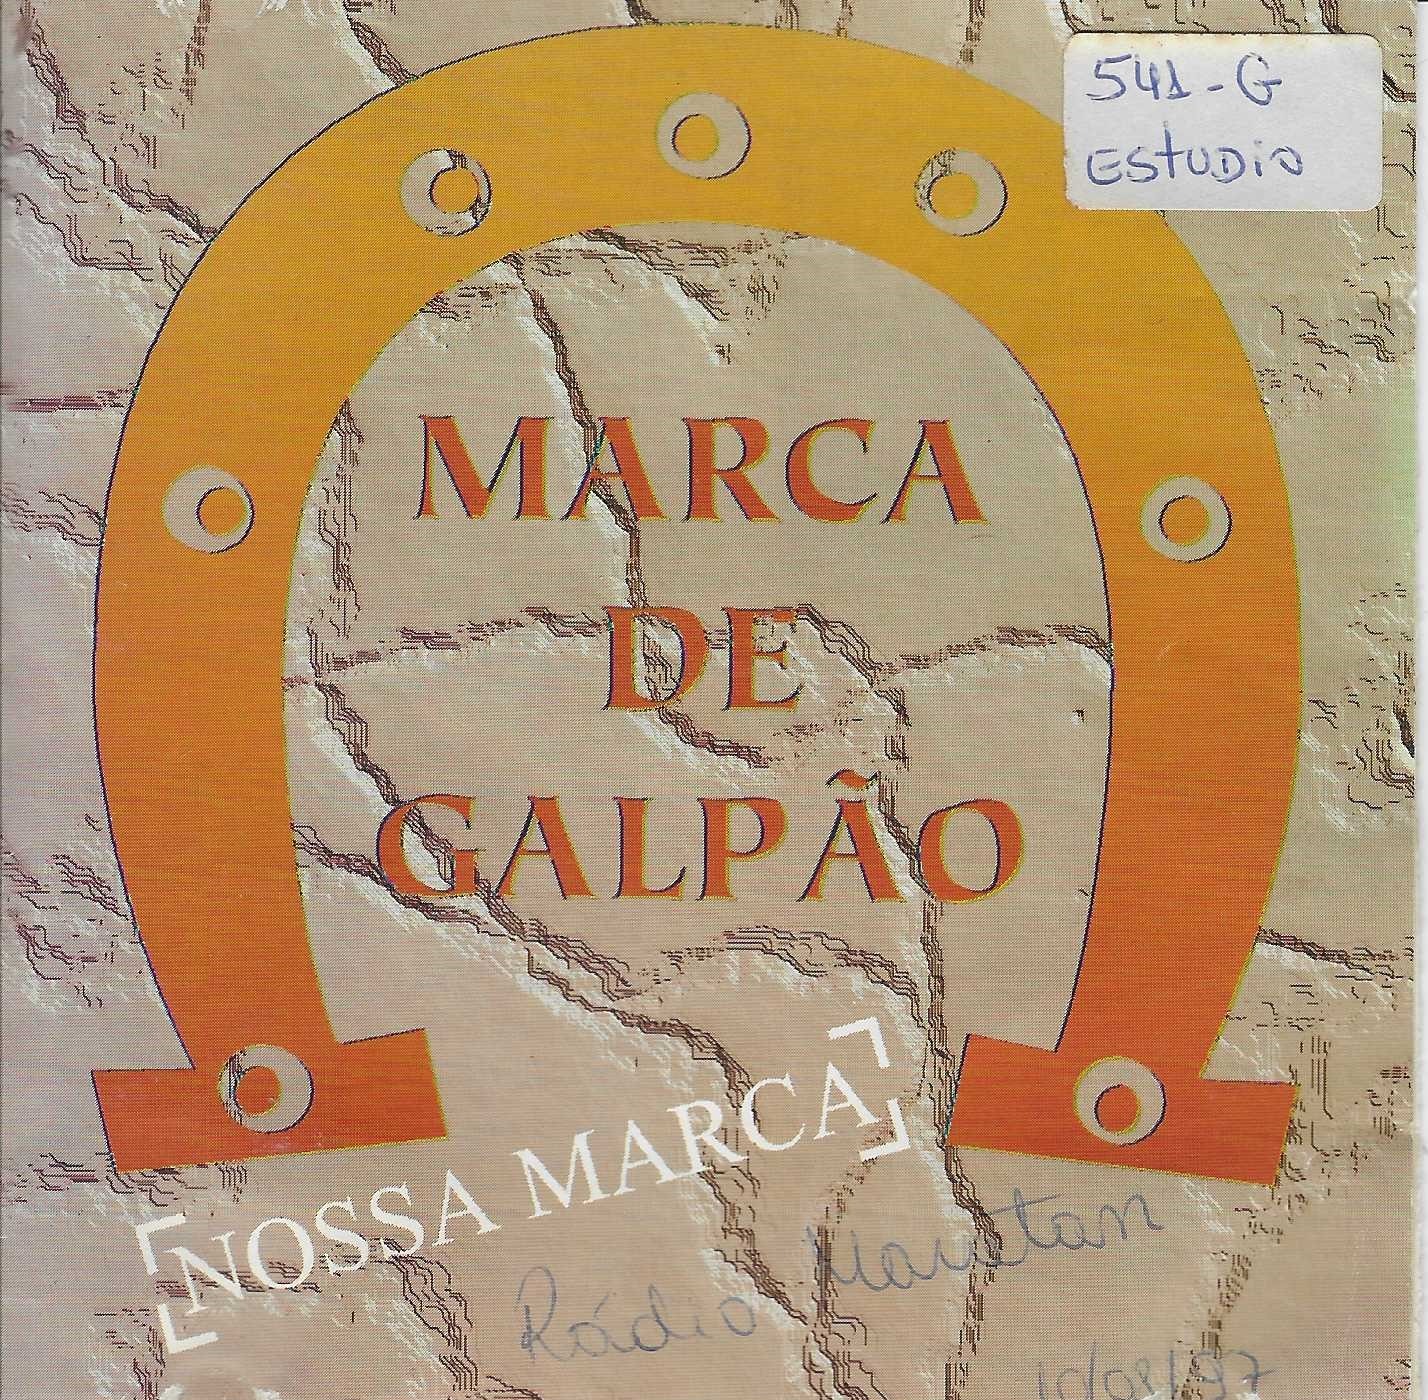 541-G
ESTUDIO
MARCA
DE
GALPÃO
NOSSA MARCA
Rádio